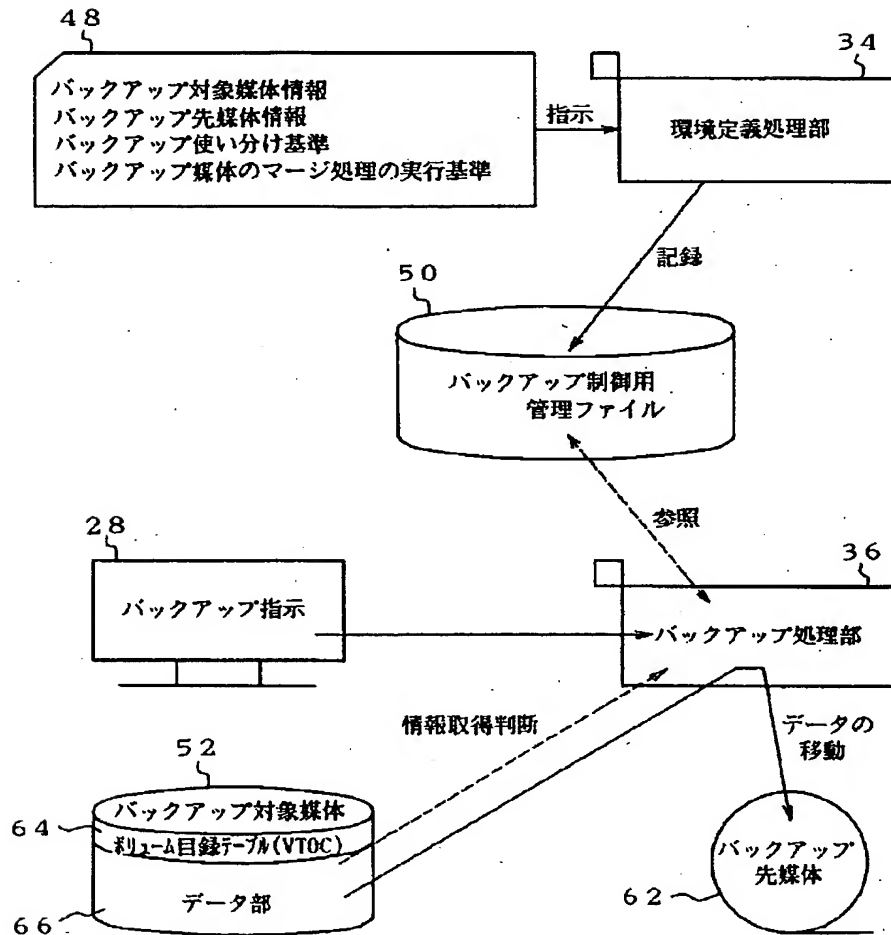 48
バックアップ対象媒体情報
バックアップ先媒体情報
バックアップ使い分け基準
バックアップ媒体のマージ処理の実行基準
指示
34
環境定義処理部
記録
50
バックアップ制御用
管理ファイル
参照
28
バックアップ指示
36
バックアップ処理部
情報取得判断
データの
移動
52
バックアップ対象媒体
64
ボリューム目録テーブル(VTOC)
データ部
66
バックアップ
先媒体
62